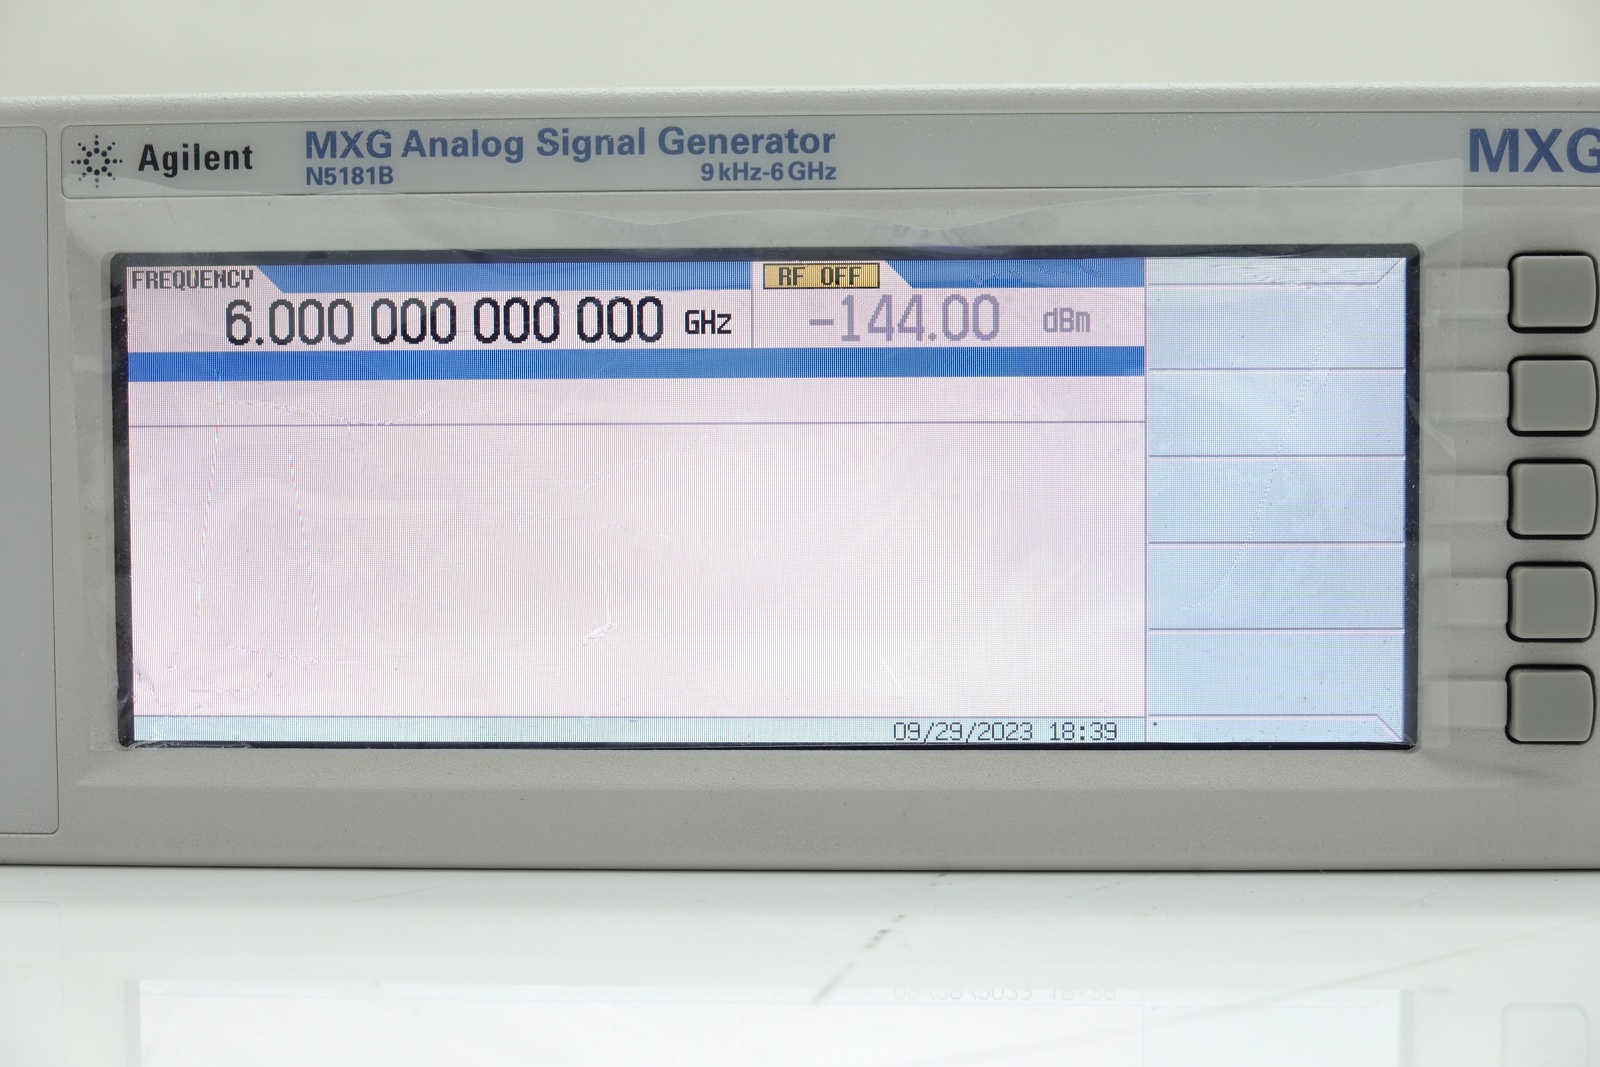 Agilent
MXG Analog Signal Generator
N5181B 9 kHz-6 GHz
MXG
FREQUENCY
RF OFF
6.000 000 000 000 GHz
-144.00 dBm
09/29/2023 18:39